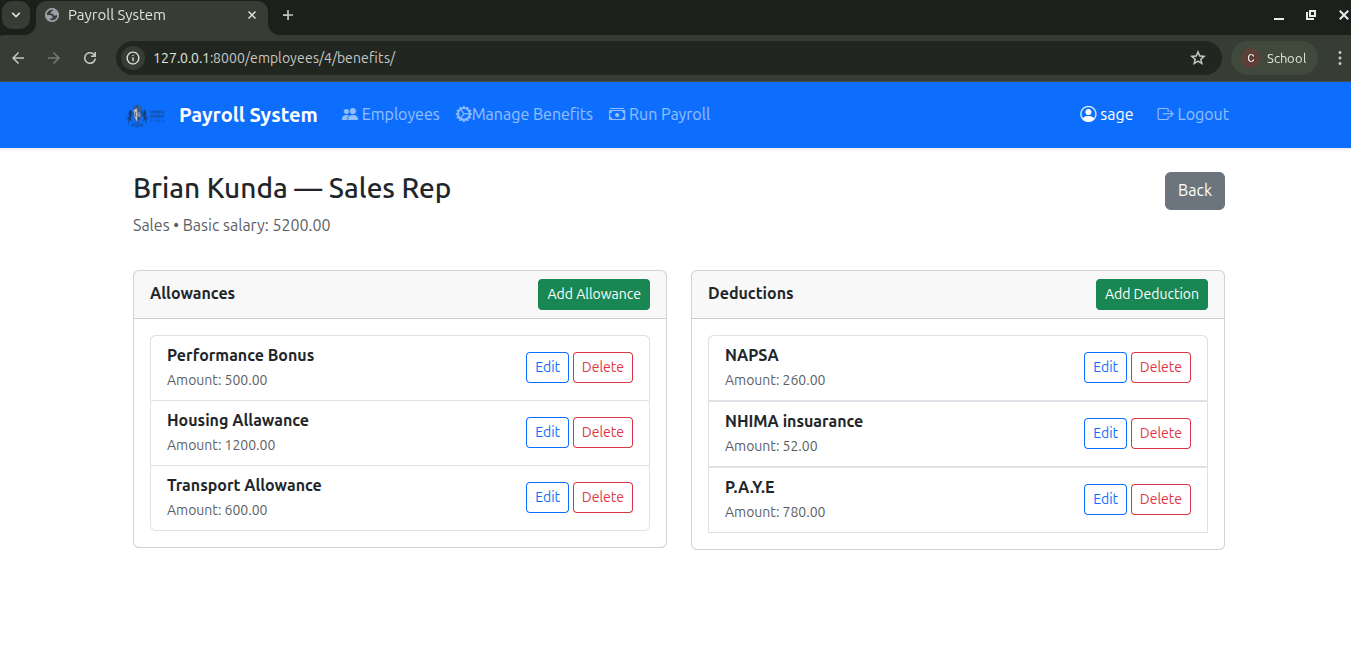 Payroll System
127.0.0.1:8000/employees/4/benefits/
C School
Payroll System Employees Manage Benefits Run Payroll sage Logout
Brian Kunda — Sales Rep Back
Sales • Basic salary: 5200.00
Allowances Add Allowance
Performance Bonus
Amount: 500.00
Edit Delete
Housing Allawance
Amount: 1200.00
Edit Delete
Transport Allowance
Amount: 600.00
Edit Delete
Deductions Add Deduction
NAPSA
Amount: 260.00
Edit Delete
NHIMA insuarance
Amount: 52.00
Edit Delete
P.A.Y.E
Amount: 780.00
Edit Delete